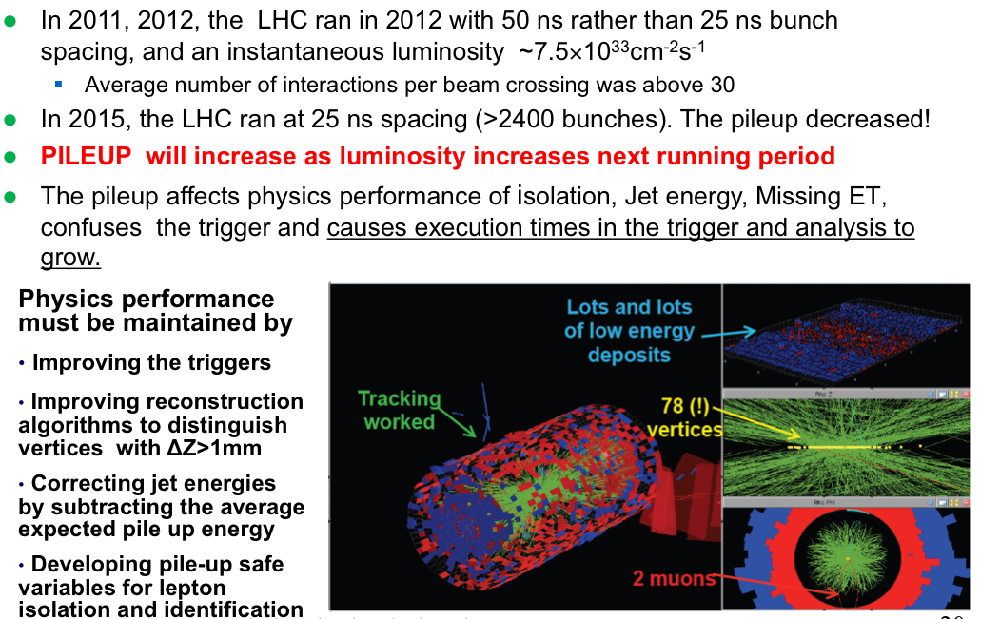 ● In 2011, 2012, the LHC ran in 2012 with 50 ns rather than 25 ns bunch
spacing, and an instantaneous luminosity ~7.5×10³³cm⁻²s⁻¹
▪ Average number of interactions per beam crossing was above 30
● In 2015, the LHC ran at 25 ns spacing (>2400 bunches). The pileup decreased!
● PILEUP will increase as luminosity increases next running period
● The pileup affects physics performance of isolation, Jet energy, Missing ET,
confuses the trigger and causes execution times in the trigger and analysis to
grow.
Physics performance
must be maintained by
• Improving the triggers
• Improving reconstruction
algorithms to distinguish
vertices with ΔZ>1mm
• Correcting jet energies
by subtracting the average
expected pile up energy
• Developing pile-up safe
variables for lepton
isolation and identification
Lots and lots
of low energy
deposits
Tracking
worked
78 (!)
vertices
2 muons
Rho Z
Rho Phi